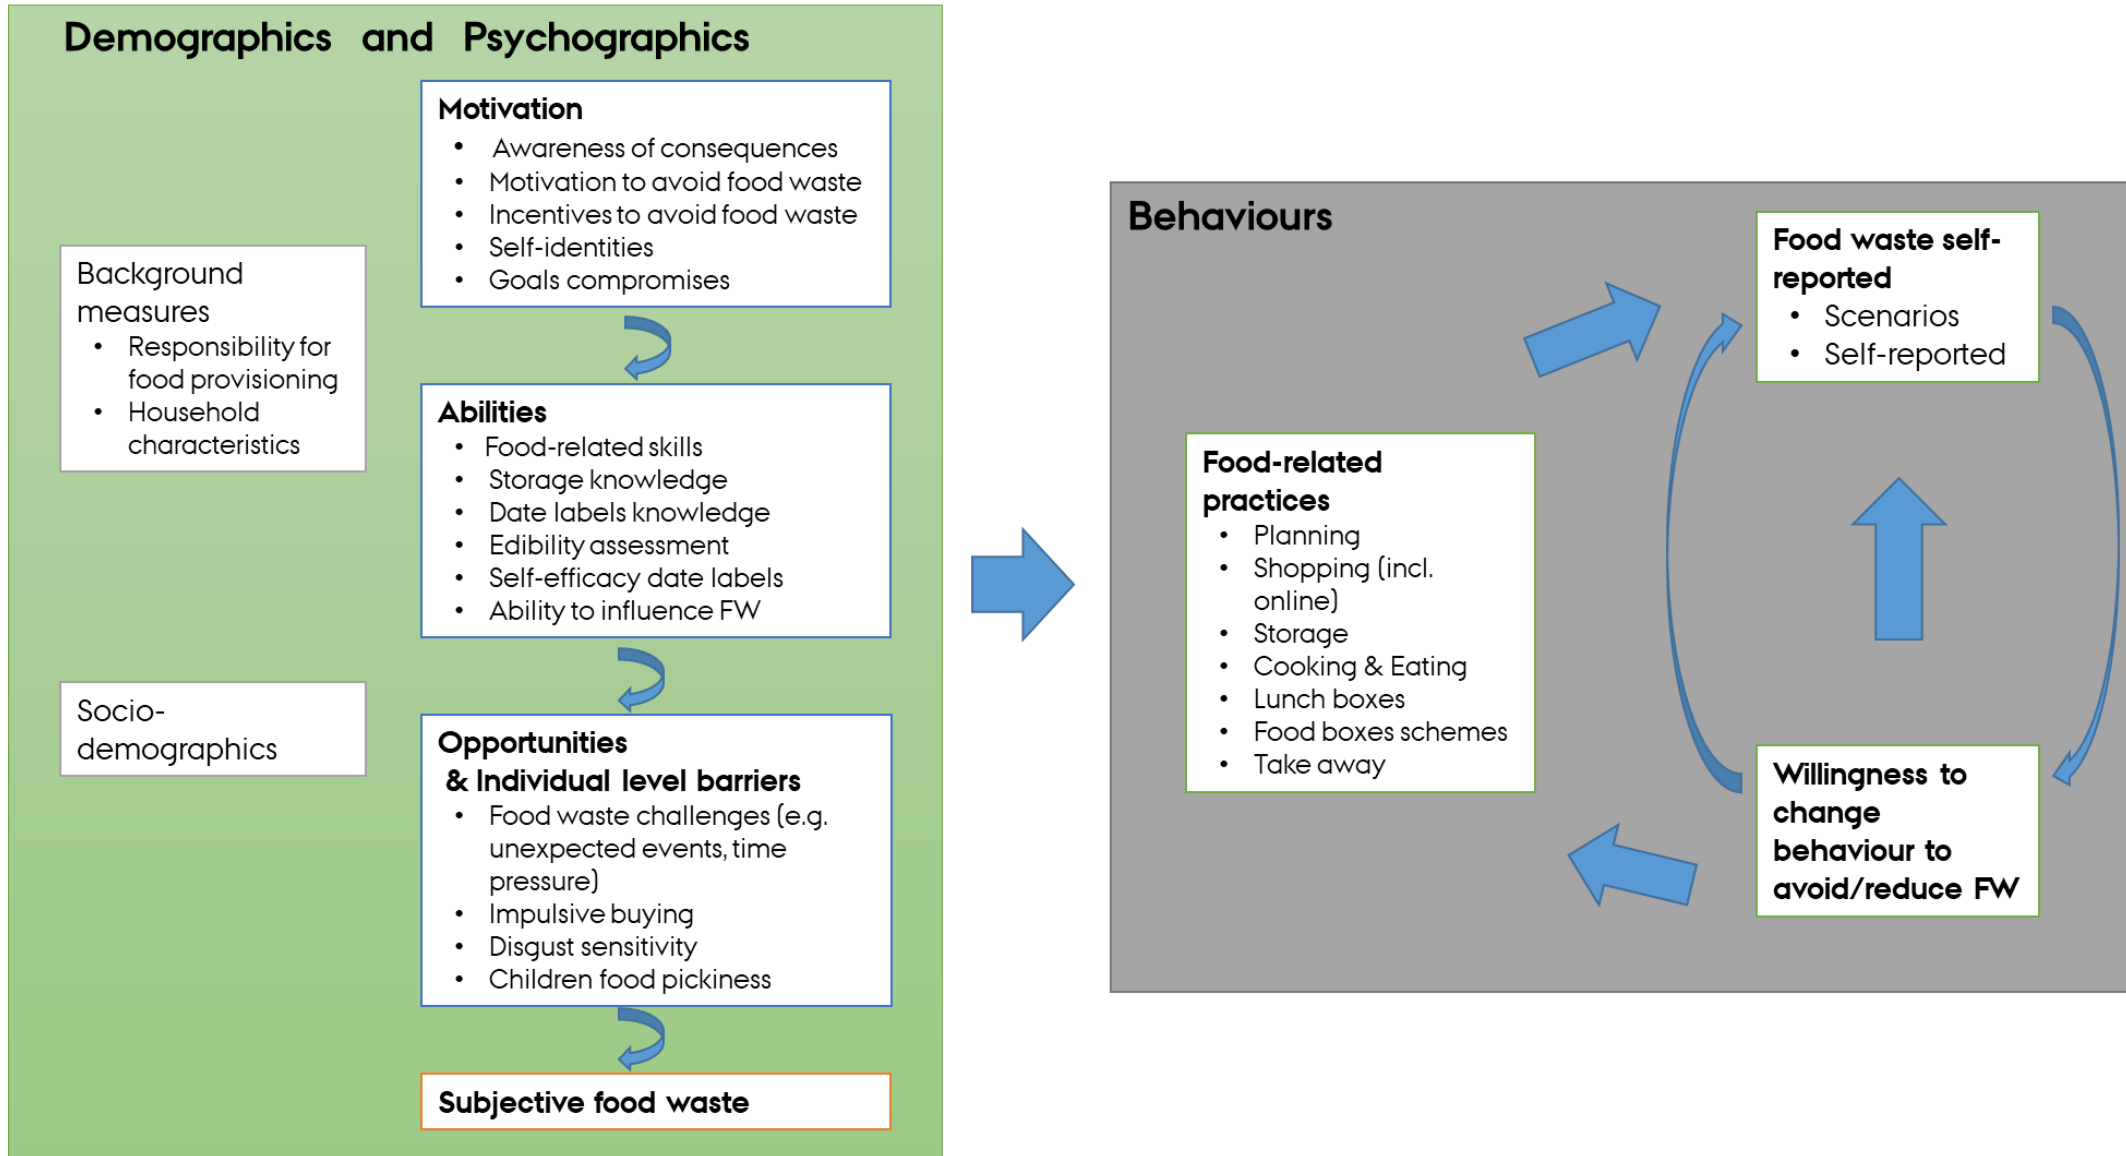 Demographics and Psychographics
Motivation
• Awareness of consequences
• Motivation to avoid food waste
• Incentives to avoid food waste
• Self-identities
• Goals compromises
Background
measures
• Responsibility for
food provisioning
• Household
characteristics
Abilities
• Food-related skills
• Storage knowledge
• Date labels knowledge
• Edibility assessment
• Self-efficacy date labels
• Ability to influence FW
Socio-
demographics
Opportunities
& Individual level barriers
• Food waste challenges (e.g.
unexpected events, time
pressure)
• Impulsive buying
• Disgust sensitivity
• Children food pickiness
Subjective food waste
Behaviours
Food waste self-
reported
• Scenarios
• Self-reported
Food-related
practices
• Planning
• Shopping (incl.
online)
• Storage
• Cooking & Eating
• Lunch boxes
• Food boxes schemes
• Take away
Willingness to
change
behaviour to
avoid/reduce FW